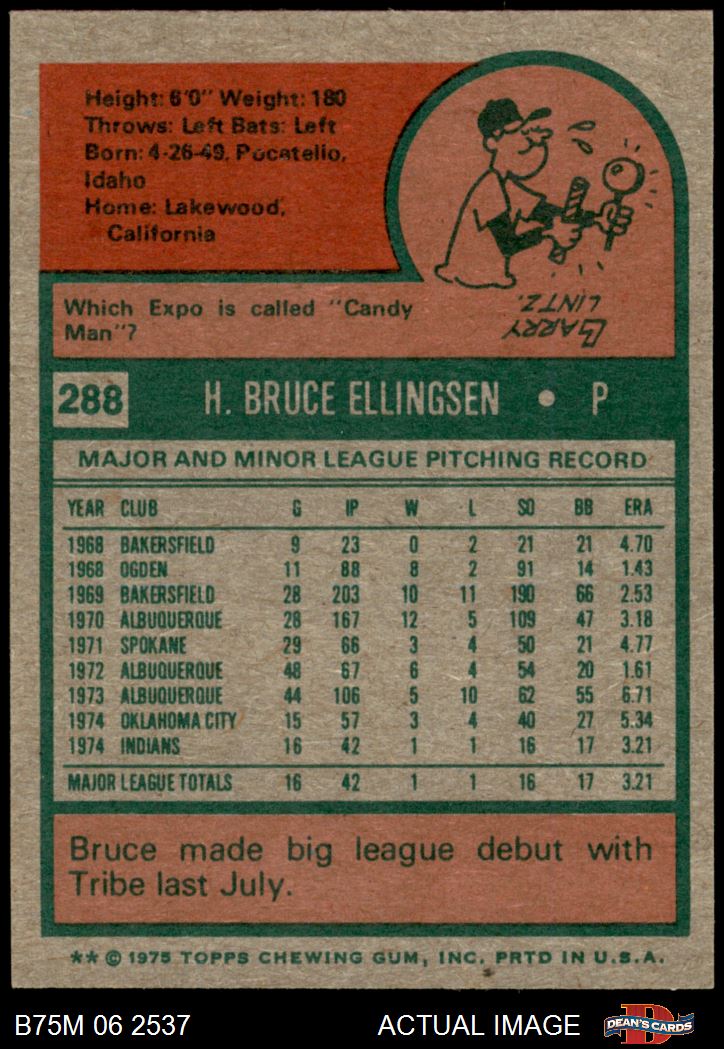 Height: 6'0" Weight: 180
Throws: Left Bats: Left
Born: 4-26-49, Pocatello,
Idaho
Home: Lakewood,
California
Which Expo is called "Candy
Man"?
BARRY
LINTZ.
288 H. BRUCE ELLINGSEN • P
MAJOR AND MINOR LEAGUE PITCHING RECORD
YEAR CLUB G IP W L SO BB ERA
1968 BAKERSFIELD 9 23 0 2 21 21 4.70
1968 OGDEN 11 88 8 2 91 14 1.43
1969 BAKERSFIELD 28 203 10 11 190 66 2.53
1970 ALBUQUERQUE 28 167 12 5 109 47 3.18
1971 SPOKANE 29 66 3 4 50 21 4.77
1972 ALBUQUERQUE 48 67 6 4 54 20 1.61
1973 ALBUQUERQUE 44 106 5 10 62 55 6.71
1974 OKLAHOMA CITY 15 57 3 4 40 27 5.34
1974 INDIANS 16 42 1 1 16 17 3.21
MAJOR LEAGUE TOTALS 16 42 1 1 16 17 3.21
Bruce made big league debut with
Tribe last July.
** © 1975 TOPPS CHEWING GUM, INC. PRTD IN U.S.A.
B75M 06 2537 ACTUAL IMAGE DEAN'S CARDS